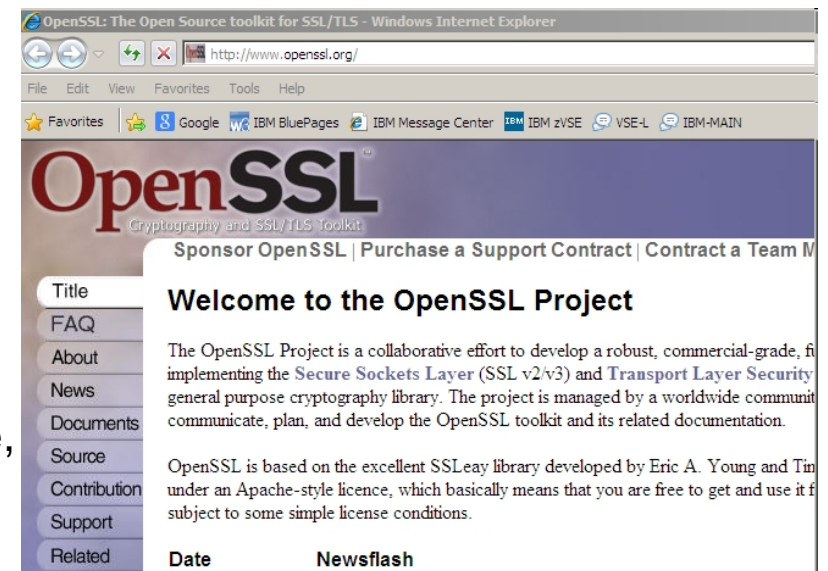 OpenSSL: The Open Source toolkit for SSL/TLS - Windows Internet Explorer
http://www.openssl.org/
File Edit View Favorites Tools Help
Favorites Google IBM BluePages IBM Message Center IBM zVSE VSE-L IBM-MAIN
OpenSSL
Cryptography and SSL/TLS Toolkit
Sponsor OpenSSL | Purchase a Support Contract | Contract a Team
Title
FAQ
About
News
Documents
Source
Contribution
Support
Related
Welcome to the OpenSSL Project
The OpenSSL Project is a collaborative effort to develop a robust, commercial-grade,
implementing the Secure Sockets Layer (SSL v2/v3) and Transport Layer Security
general purpose cryptography library. The project is managed by a worldwide
communicate, plan, and develop the OpenSSL toolkit and its related documentation.
OpenSSL is based on the excellent SSLeay library developed by Eric A. Young and
under an Apache-style licence, which basically means that you are free to get and use it
subject to some simple license conditions.
Date Newsflash